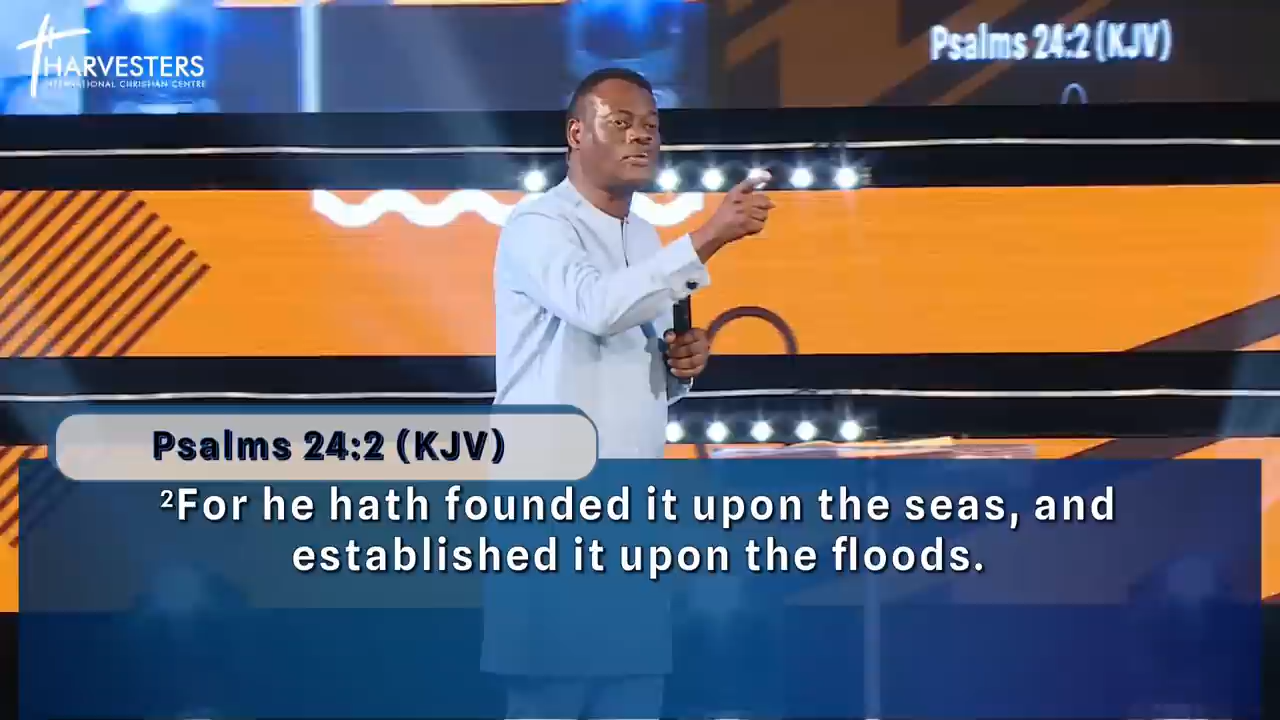 HARVESTERS
INTERNATIONAL CHRISTIAN CENTRE
Psalms 24:2 (KJV)
Psalms 24:2 (KJV)
²For he hath founded it upon the seas, and
established it upon the floods.